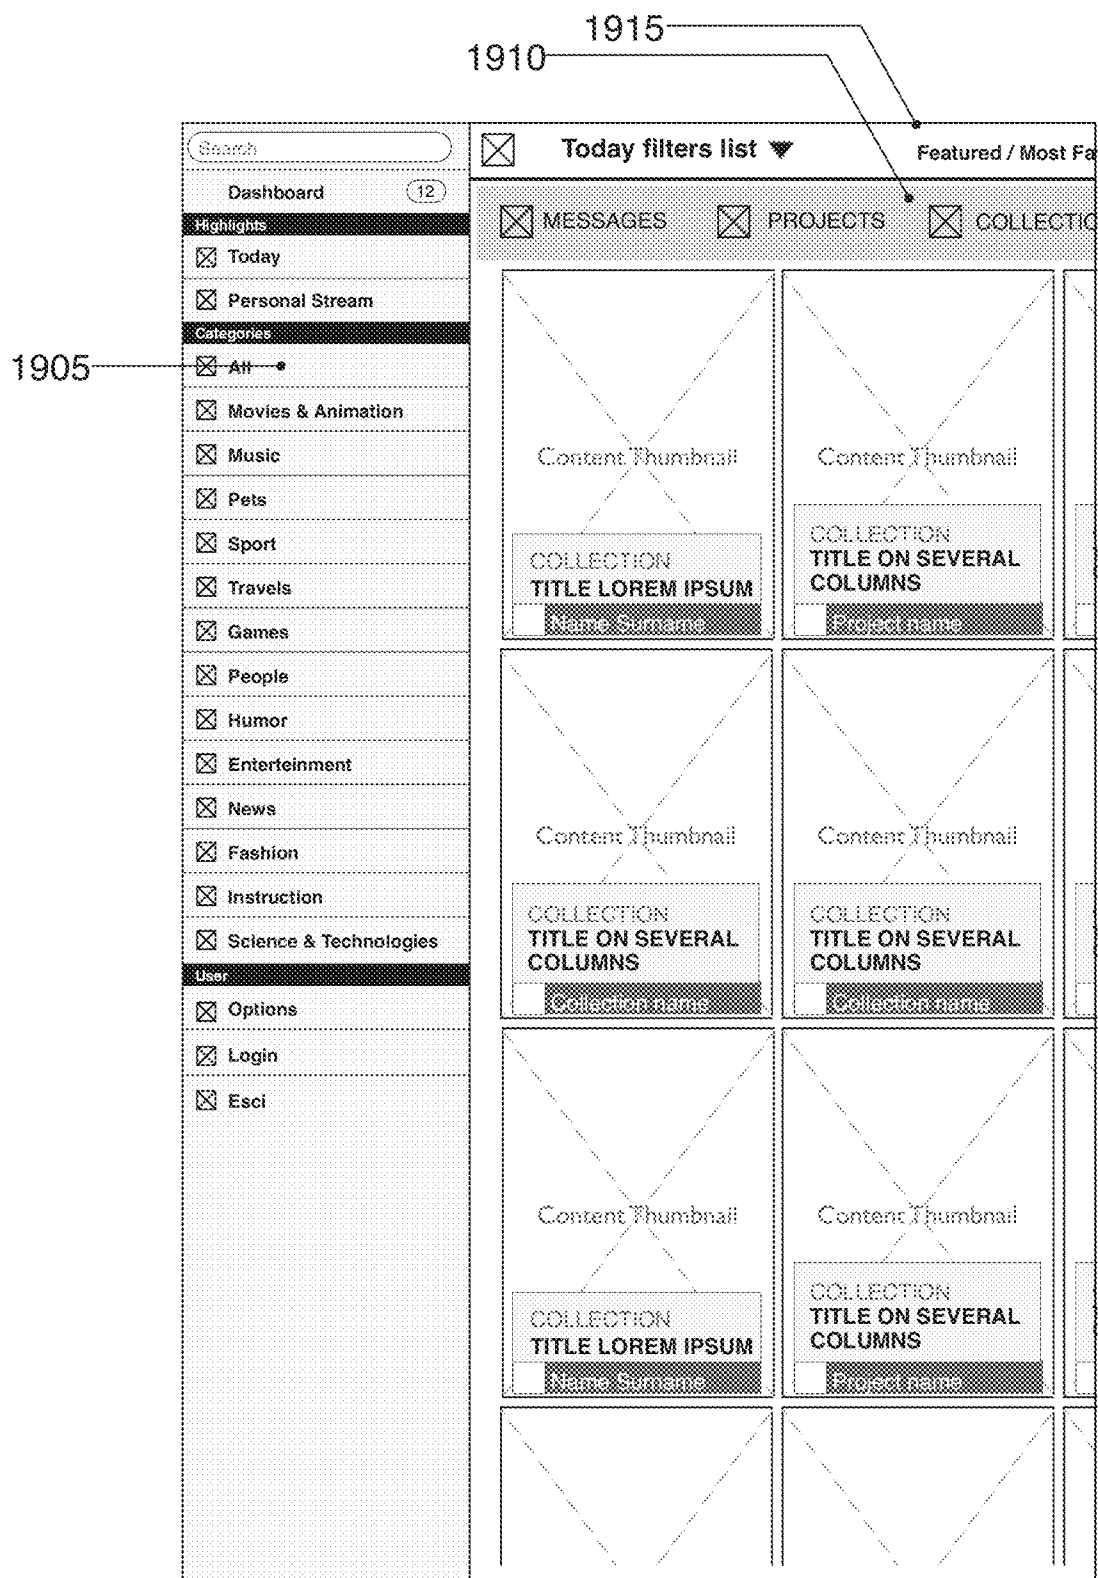 1915
1910
Search
Today filters list
Featured / Most Fa
Dashboard
12
MESSAGES
PROJECTS
COLLECTIO
Highlights
Today
Personal Stream
Categories
1905
All
Movies & Animation
Music
Pets
Sport
Travels
Games
People
Humor
Enterteinment
News
Fashion
Instruction
Science & Technologies
User
Options
Login
Esci
Content Thumbnail
COLLECTION
TITLE LOREM IPSUM
Name Surname
Content Thumbnail
COLLECTION
TITLE ON SEVERAL
COLUMNS
Project name
Content Thumbnail
COLLECTION
TITLE ON SEVERAL
COLUMNS
Collection name
Content Thumbnail
COLLECTION
TITLE ON SEVERAL
COLUMNS
Collection name
Content Thumbnail
COLLECTION
TITLE LOREM IPSUM
Name Surname
Content Thumbnail
COLLECTION
TITLE ON SEVERAL
COLUMNS
Project name